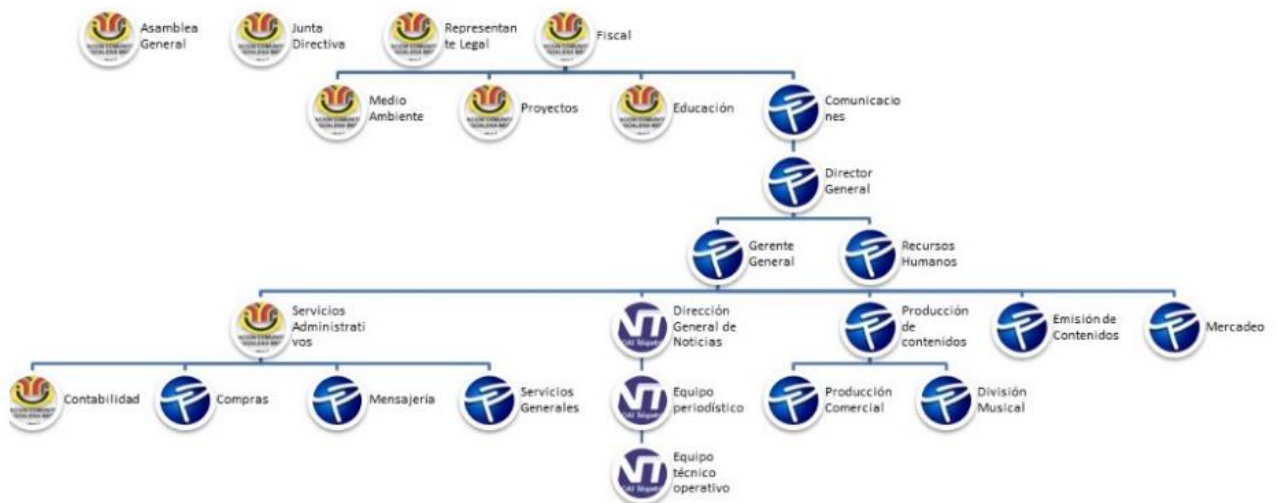 Asamblea
General
Junta
Directiva
Representan
te Legal
Fiscal
Medio
Ambiente
Proyectos
Educación
Comunicacio
nes
Director
General
Gerente
General
Recursos
Humanos
Servicios
Administrati
vos
Dirección
General de
Noticias
Producción
de
contenidos
Emisión de
Contenidos
Mercadeo
Contabilidad
Compras
Mensajería
Servicios
Generales
Equipo
periodístico
Producción
Comercial
División
Musical
Equipo
técnico
operativo